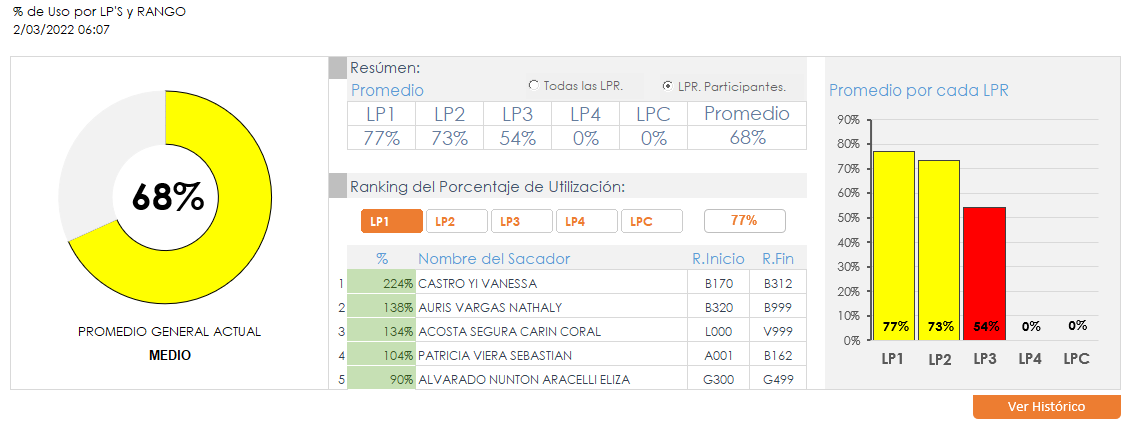 % de Uso por LP'S y RANGO
2/03/2022 06:07
68%
PROMEDIO GENERAL ACTUAL
MEDIO
Resúmen:
Promedio
Todas las LPR.
LPR. Participantes.
LP1 LP2 LP3 LP4 LPC Promedio
77% 73% 54% 0% 0% 68%
Ranking del Porcentaje de Utilización:
LP1 LP2 LP3 LP4 LPC 77%
% Nombre del Sacador R.Inicio R.Fin
1 224% CASTRO YI VANESSA B170 B312
2 138% AURIS VARGAS NATHALY B320 B999
3 134% ACOSTA SEGURA CARIN CORAL L000 V999
4 104% PATRICIA VIERA SEBASTIAN A001 B162
5 90% ALVARADO NUNTON ARACELLI ELIZA G300 G499
Promedio por cada LPR
90%
80%
70%
60%
50%
40%
30%
20%
10%
0%
77% 73% 54% 0% 0%
LP1 LP2 LP3 LP4 LPC
Ver Histórico